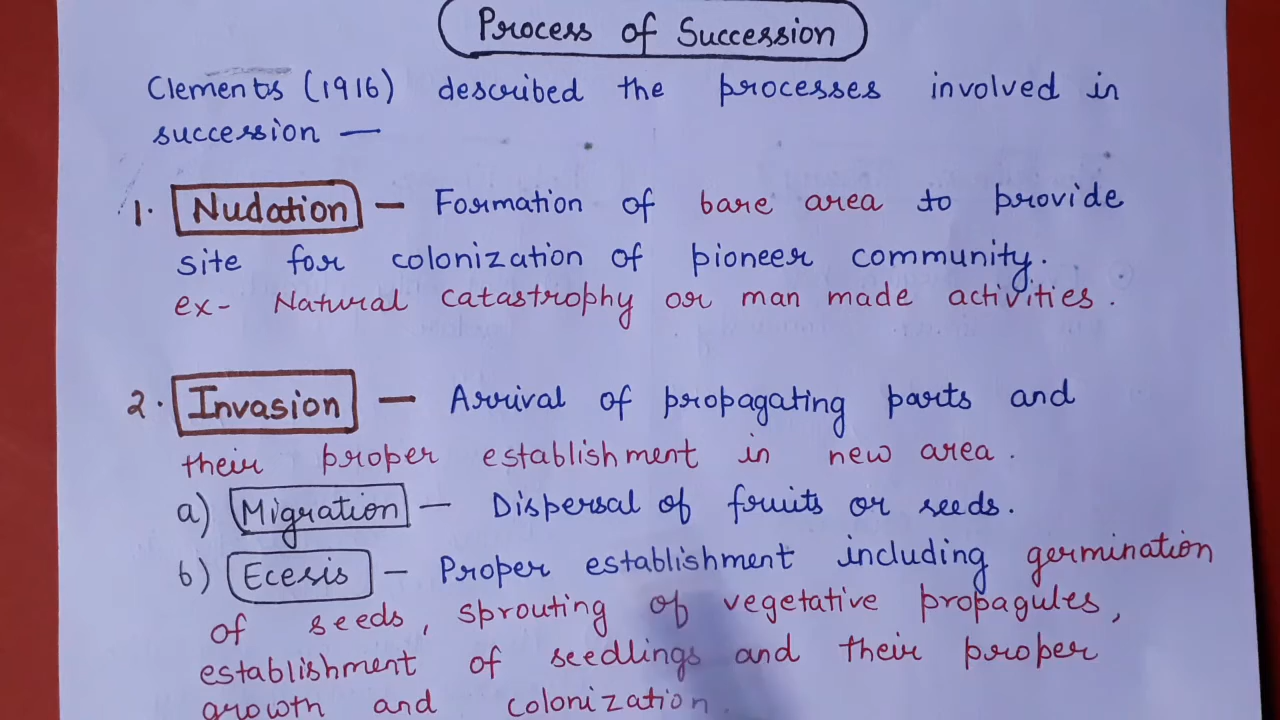 Process of Succession
Clements (1916) described the processes involved in
succession —
1. Nudation — Formation of bare area to provide
site for colonization of pioneer community.
ex- Natural catastrophy or man made activities.
2. Invasion — Arrival of propagating parts and
their proper establishment in new area.
a) Migration — Dispersal of fruits or seeds.
b) Ecesis — Proper establishment including germination
of seeds, sprouting of vegetative propagules,
establishment of seedlings and their proper
growth and colonization.